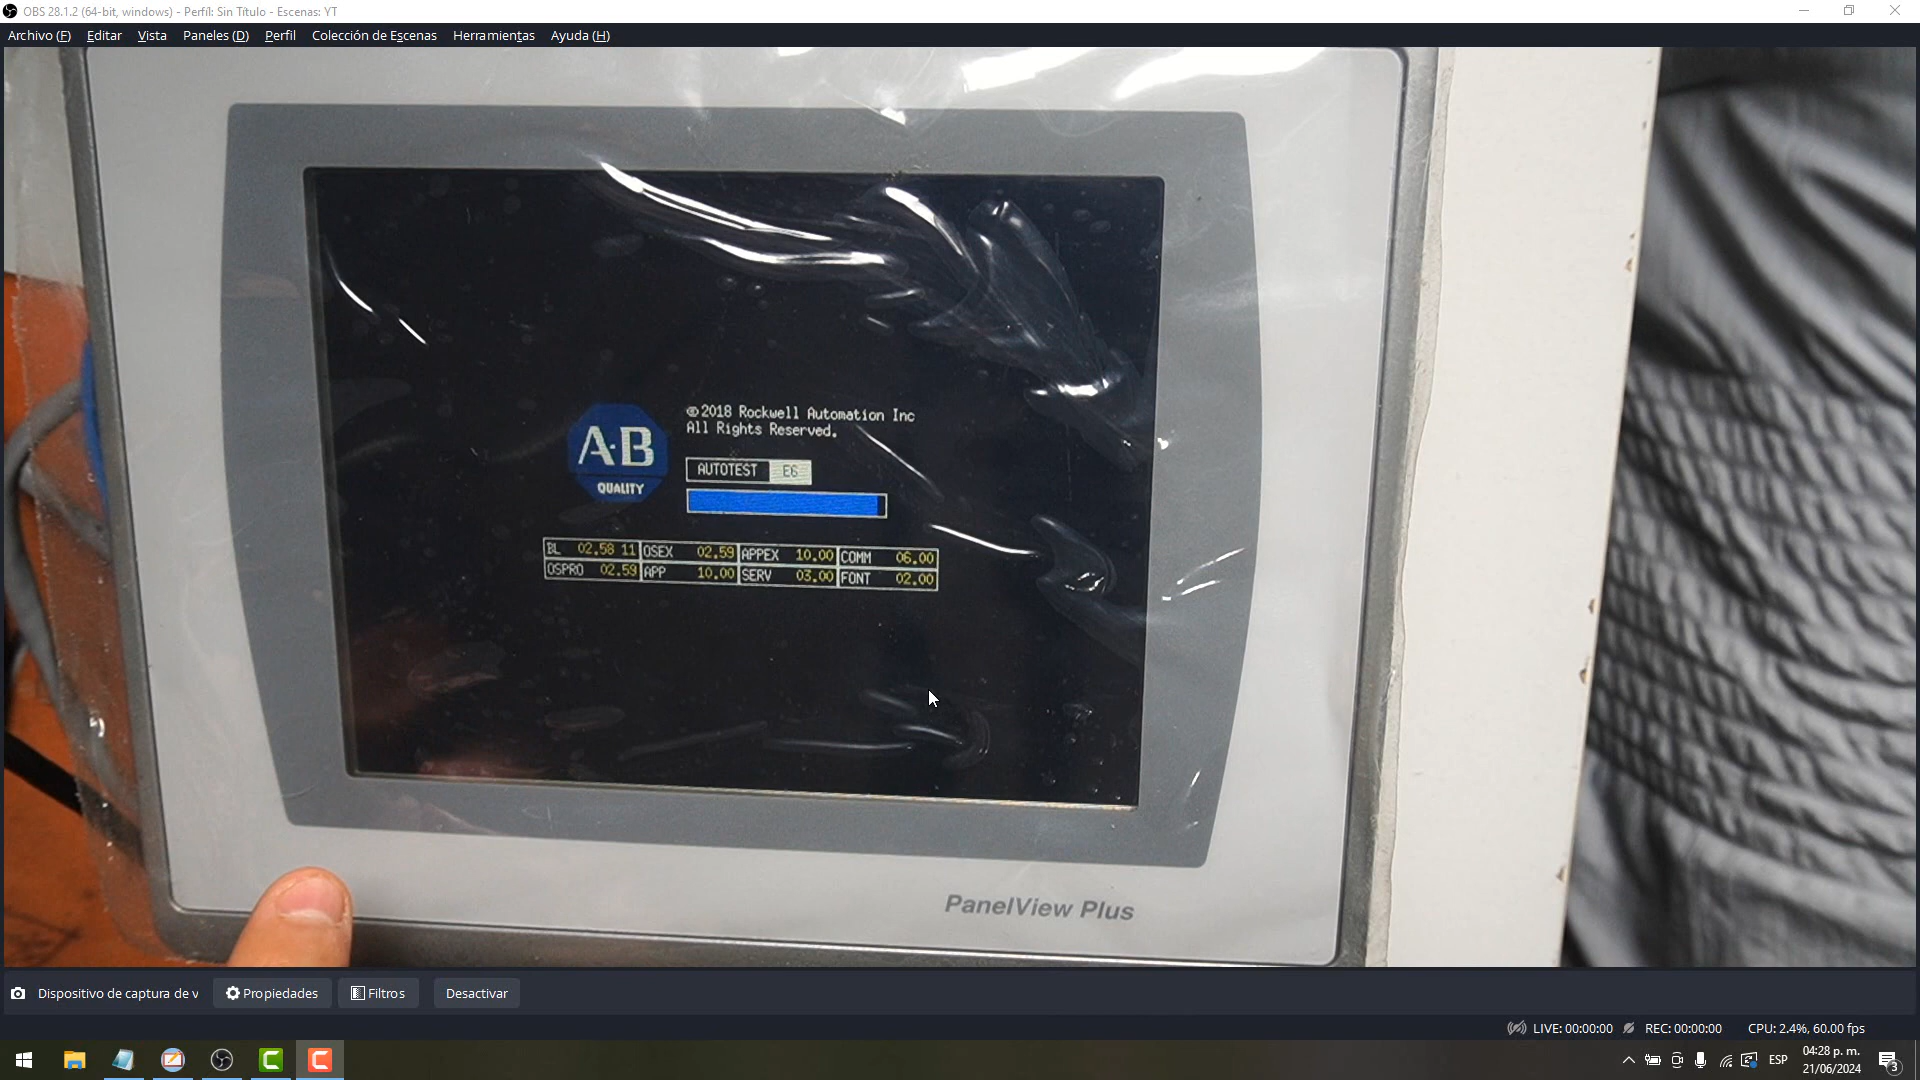 OBS 28.1.2 (64-bit, windows) - Perfil: Sin Título - Escenas: YT
Archivo (F) Editar Vista Paneles (D) Perfil Colección de Escenas Herramientas Ayuda (H)
©2018 Rockwell Automation Inc
All Rights Reserved.
A·B
QUALITY
AUTOTEST E6
BL 02.58 11 OSEX 02.59 APPEX 10.00 COMM 06.00
OSPRO 02.59 APP 10.00 SERV 03.00 FONT 02.00
PanelView Plus
Dispositivo de captura de v Propiedades Filtros Desactivar
LIVE: 00:00:00 REC: 00:00:00 CPU: 2.4%, 60.00 fps
ESP 04:28 p. m.
21/06/2024
3